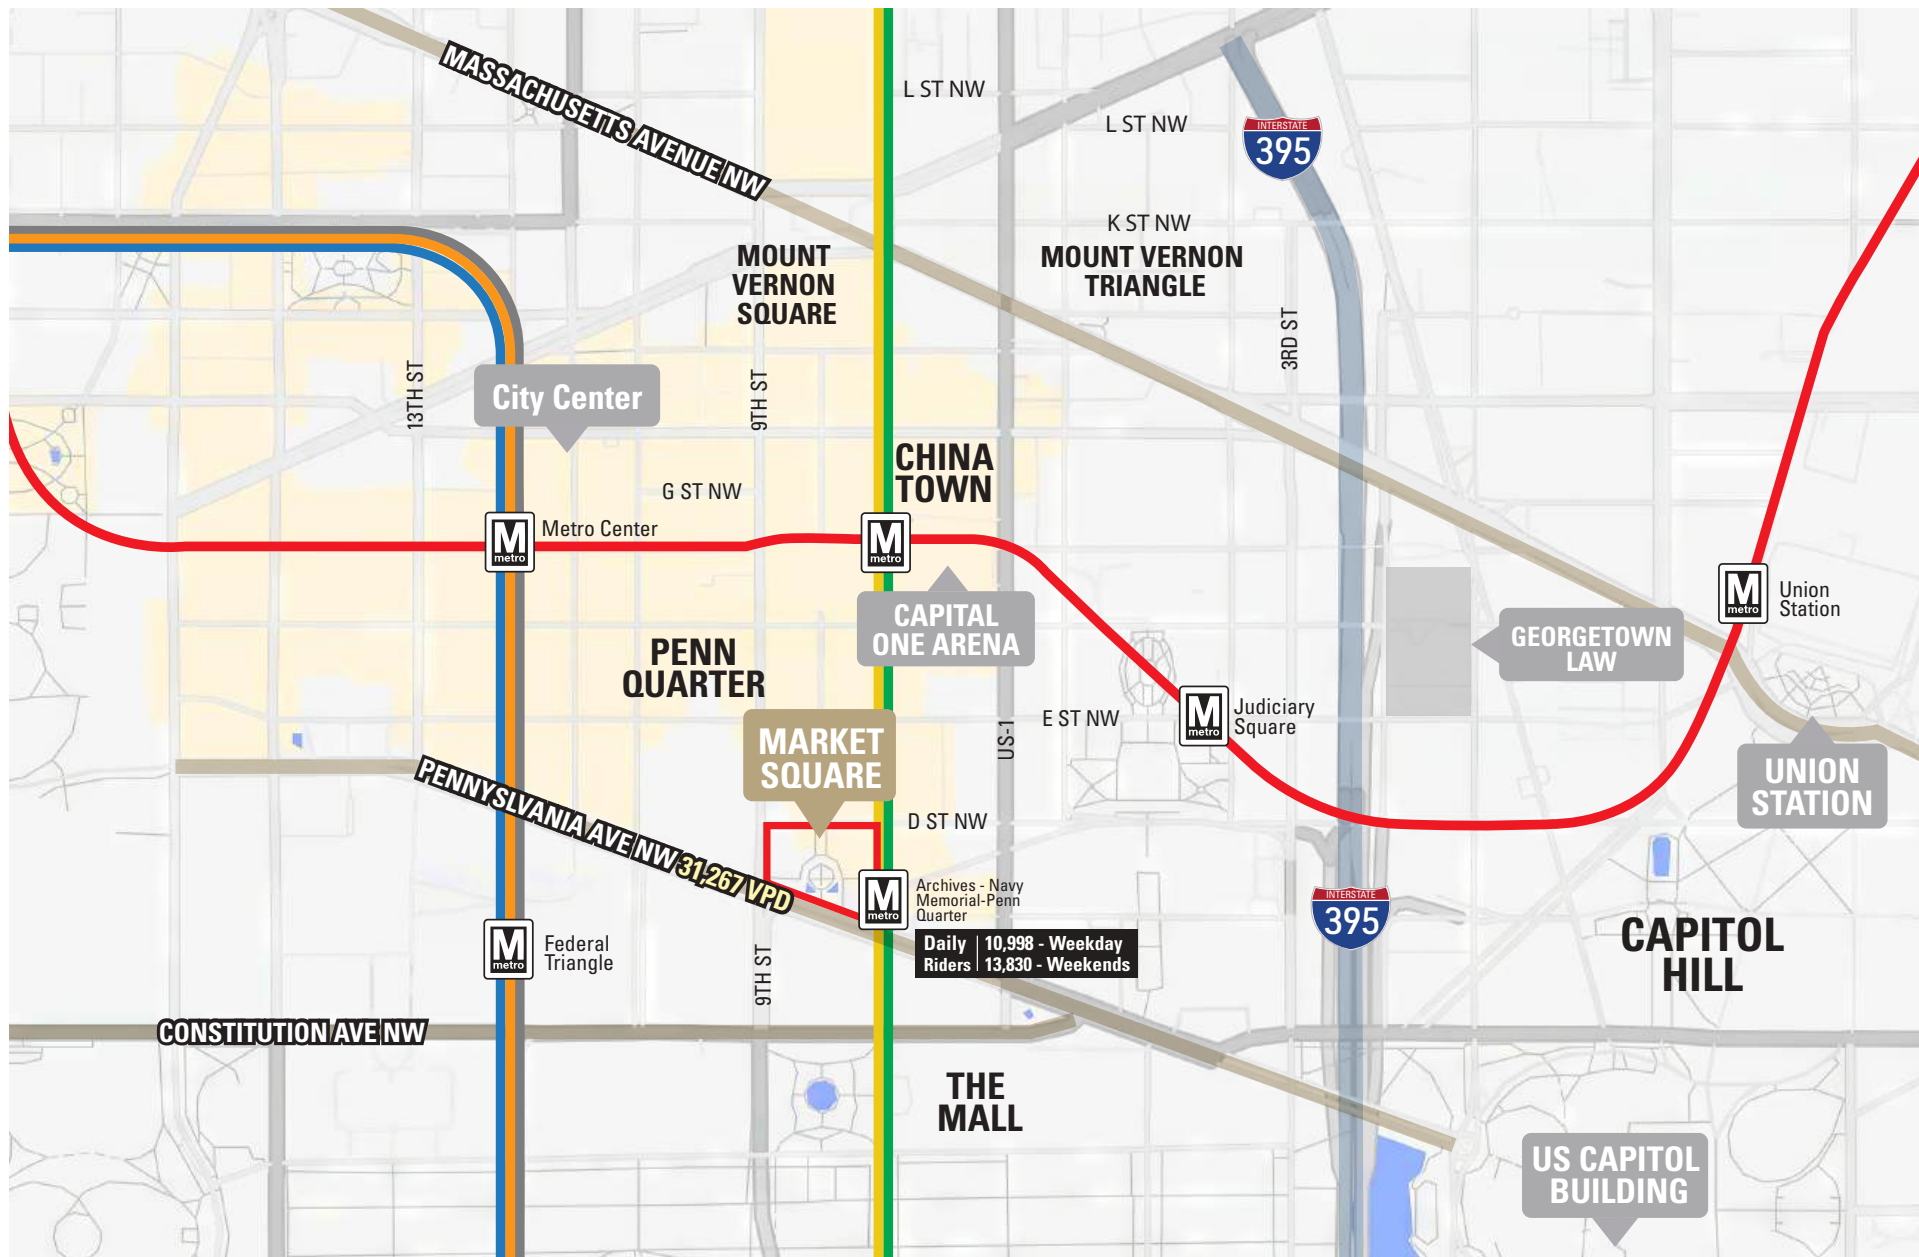 MASSACHUSETTS AVENUE NW
L ST NW
L ST NW
INTERSTATE
395
K ST NW
MOUNT
VERNON
SQUARE
MOUNT VERNON
TRIANGLE
3RD ST
13TH ST
City Center
9TH ST
CHINA
TOWN
G ST NW
M
metro
Metro Center
M
metro
CAPITAL
ONE ARENA
M
metro
Union
Station
GEORGETOWN
LAW
PENN
QUARTER
M
metro
Judiciary
Square
E ST NW
US-1
MARKET
SQUARE
UNION
STATION
PENNYSLVANIA AVE NW 31,267 VPD
D ST NW
M
metro
Archives - Navy
Memorial-Penn
Quarter
Daily 10,998 - Weekday
Riders 13,830 - Weekends
INTERSTATE
395
CAPITOL
HILL
M
metro
Federal
Triangle
9TH ST
CONSTITUTION AVE NW
THE
MALL
US CAPITOL
BUILDING